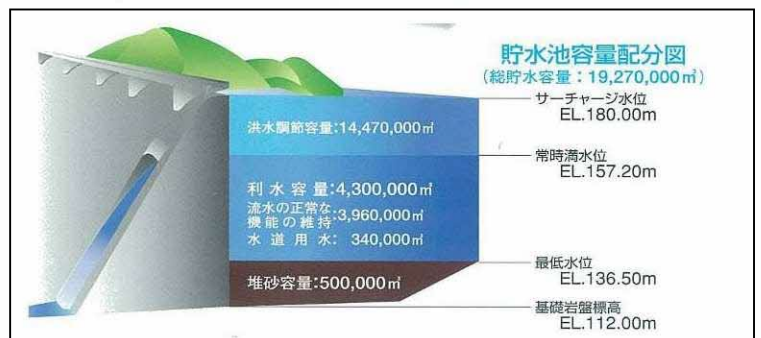 貯水池容量配分図
(総貯水容量：19,270,000㎥)
サーチャージ水位
EL.180.00m
洪水調節容量:14,470,000㎥
常時満水位
EL.157.20m
利水容量:4,300,000㎥
流水の正常な機能の維持:3,960,000㎥
水道用水: 340,000㎥
最低水位
EL.136.50m
堆砂容量:500,000㎥
基礎岩盤標高
EL.112.00m